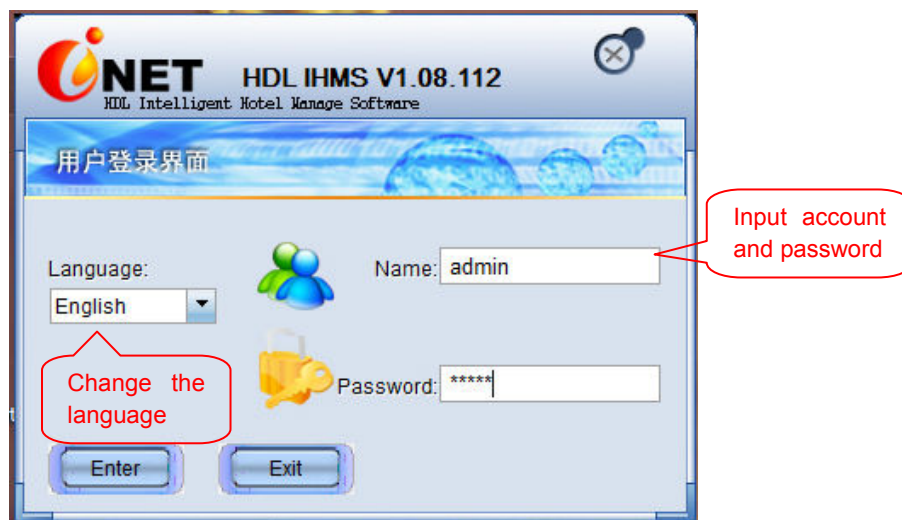 iNET HDL IHMS V1.08.112
HDL Intelligent Hotel Manage Software
用户登录界面
Input account
and password
Language:
Name: admin
English
Change the
language
Password: *****
Enter Exit